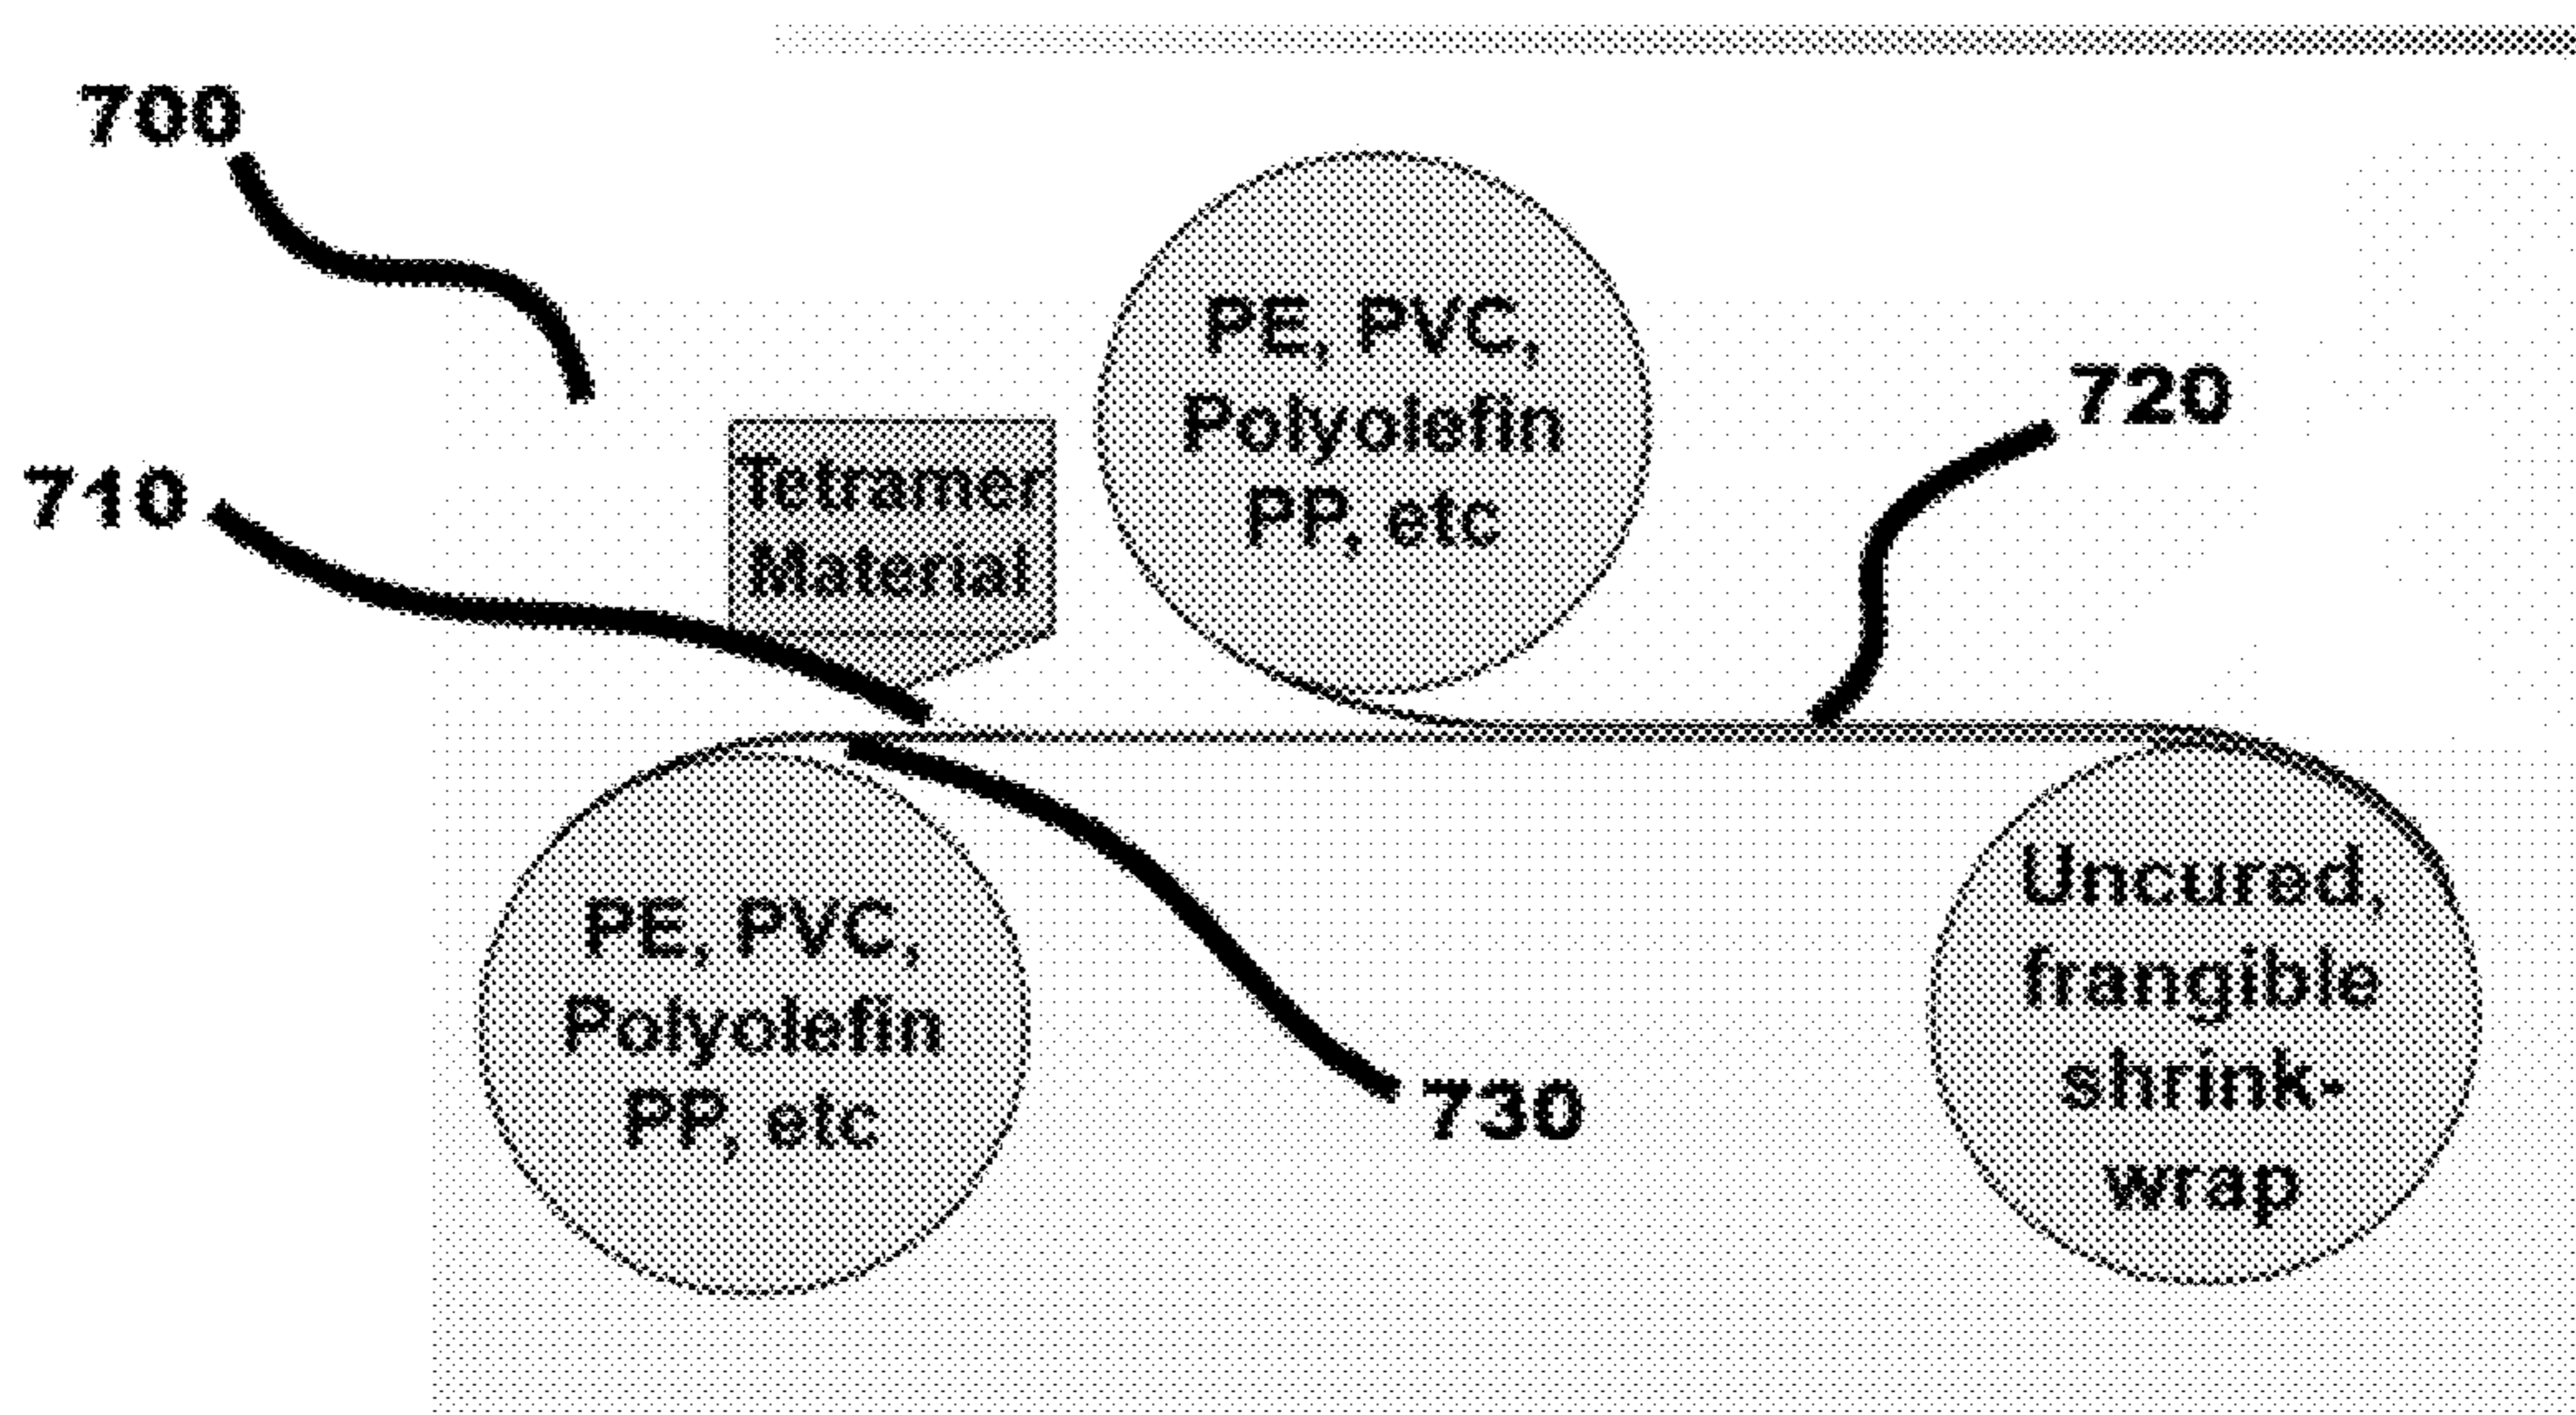 700
PE, PVC,
Polyolefin
PP, etc
720
710
Tetramer
Material
PE, PVC,
Polyolefin
PP, etc
730
Uncured,
frangible
shrink-
wrap